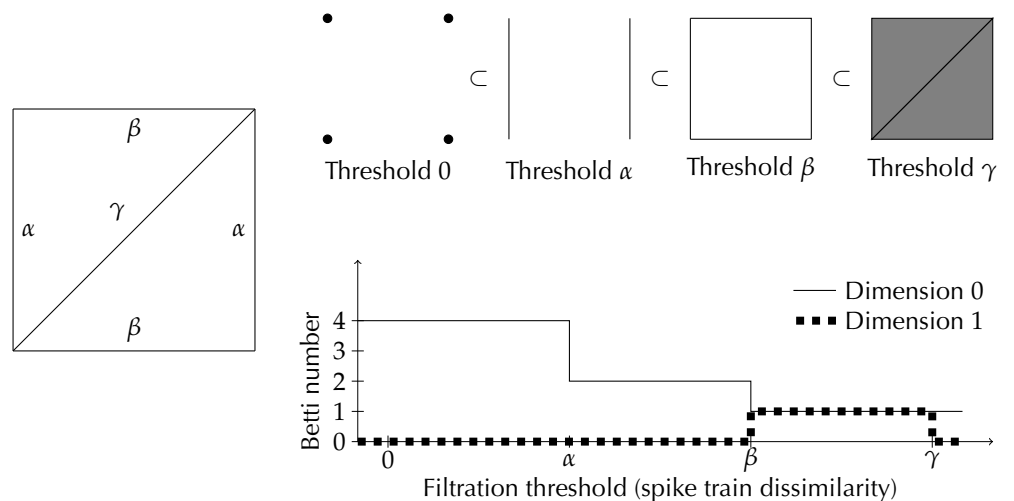 β
γ
α
α
β
⊂ ⊂ ⊂
Threshold 0 Threshold α Threshold β Threshold γ
Dimension 0
Dimension 1
Betti number
4
3
2
1
0
0 α β γ
Filtration threshold (spike train dissimilarity)